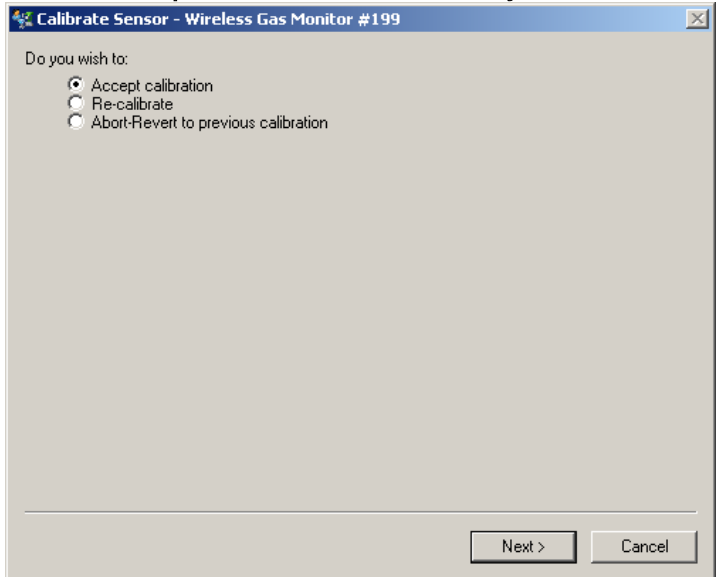 Calibrate Sensor - Wireless Gas Monitor #199
Do you wish to:
Accept calibration
Re-calibrate
Abort-Revert to previous calibration
Next >
Cancel